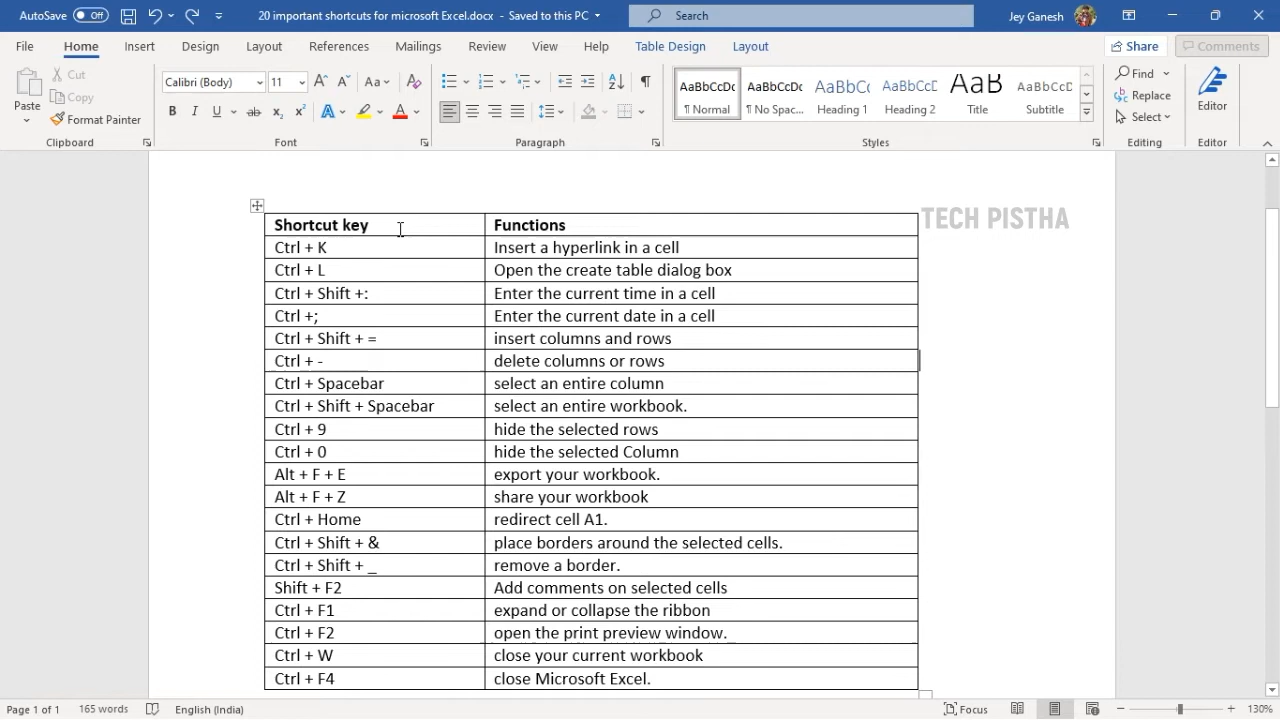 AutoSave Off 20 important shortcuts for microsoft Excel.docx - Saved to this PC Search Jey Ganesh
File Home Insert Design Layout References Mailings Review View Help Table Design Layout Share Comments
Paste Cut Copy Format Painter
Calibri (Body) 11
¶ Normal ¶ No Spac... Heading 1 Heading 2 Title Subtitle
AaBbCcDc AaBbCcDc AaBbCc AaBbCcD AaB AaBbCcD
Find Replace Select Editor
Clipboard Font Paragraph Styles Editing Editor
TECH PISTHA
Shortcut key Functions
Ctrl + K Insert a hyperlink in a cell
Ctrl + L Open the create table dialog box
Ctrl + Shift +: Enter the current time in a cell
Ctrl +; Enter the current date in a cell
Ctrl + Shift + = insert columns and rows
Ctrl + - delete columns or rows
Ctrl + Spacebar select an entire column
Ctrl + Shift + Spacebar select an entire workbook.
Ctrl + 9 hide the selected rows
Ctrl + 0 hide the selected Column
Alt + F + E export your workbook.
Alt + F + Z share your workbook
Ctrl + Home redirect cell A1.
Ctrl + Shift + & place borders around the selected cells.
Ctrl + Shift + _ remove a border.
Shift + F2 Add comments on selected cells
Ctrl + F1 expand or collapse the ribbon
Ctrl + F2 open the print preview window.
Ctrl + W close your current workbook
Ctrl + F4 close Microsoft Excel.
Page 1 of 1 165 words English (India) Focus 130%